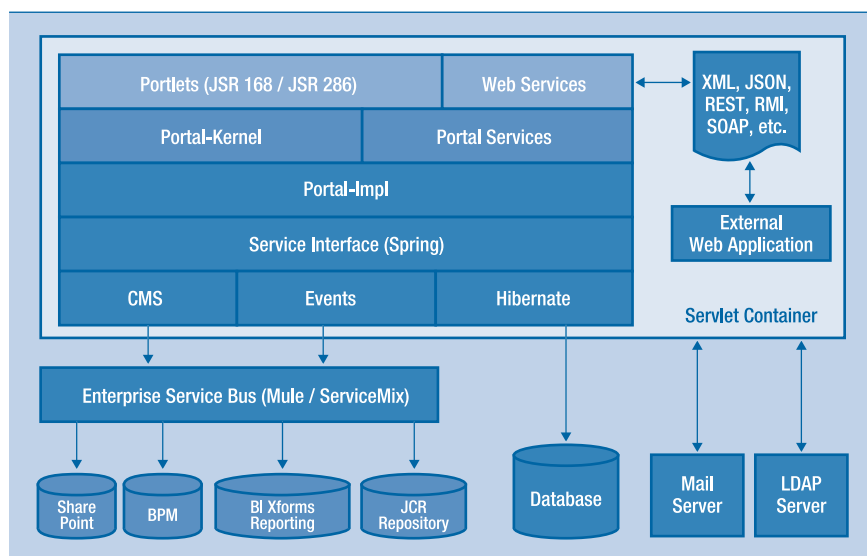 Portlets (JSR 168 / JSR 286)
Web Services
XML, JSON,
REST, RMI,
SOAP, etc.
Portal-Kernel
Portal Services
Portal-Impl
External
Web Application
Service Interface (Spring)
CMS
Events
Hibernate
Servlet Container
Enterprise Service Bus (Mule / ServiceMix)
Share
Point
BPM
BI Xforms
Reporting
JCR
Repository
Database
Mail
Server
LDAP
Server